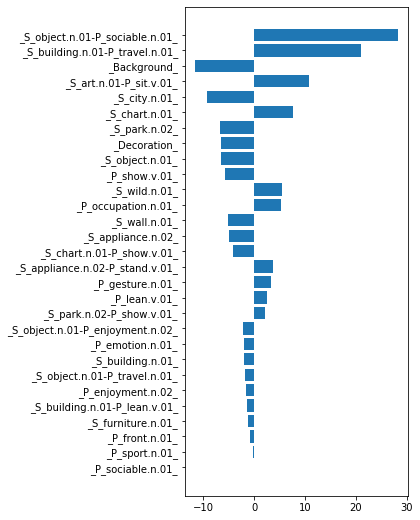 _S_object.n.01-P_sociable.n.01_
_S_building.n.01-P_travel.n.01_
_Background_
_S_art.n.01-P_sit.v.01_
_S_city.n.01_
_S_chart.n.01_
_S_park.n.02_
_Decoration_
_S_object.n.01_
_P_show.v.01_
_S_wild.n.01_
_P_occupation.n.01_
_S_wall.n.01_
_S_appliance.n.02_
_S_chart.n.01-P_show.v.01_
_S_appliance.n.02-P_stand.v.01_
_P_gesture.n.01_
_P_lean.v.01_
_S_park.n.02-P_show.v.01_
_S_object.n.01-P_enjoyment.n.02_
_P_emotion.n.01_
_S_building.n.01_
_S_object.n.01-P_travel.n.01_
_P_enjoyment.n.02_
_S_building.n.01-P_lean.v.01_
_S_furniture.n.01_
_P_front.n.01_
_P_sport.n.01_
_P_sociable.n.01_
−10 0 10 20 30